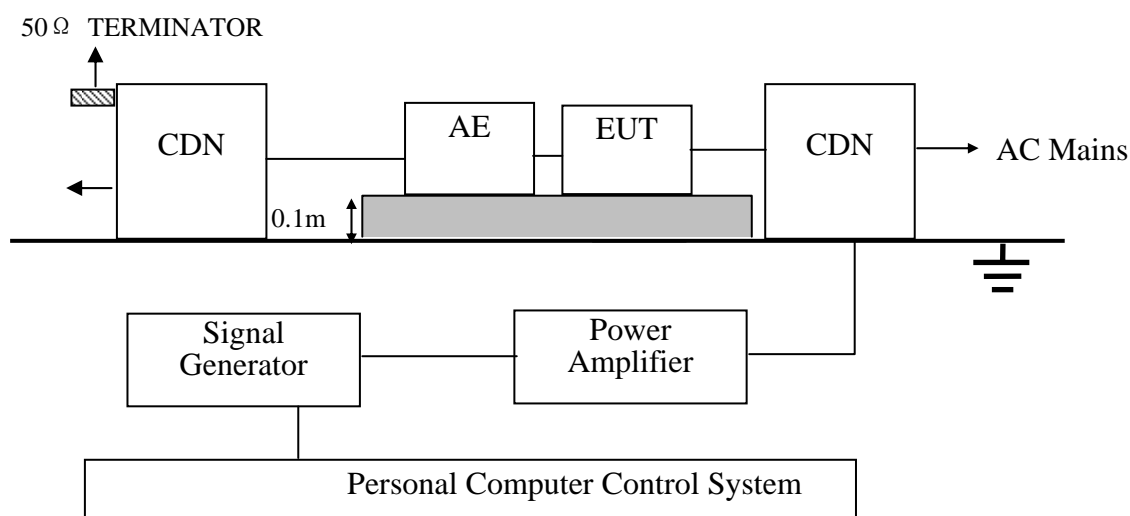 50Ω TERMINATOR
CDN
AE
EUT
CDN
AC Mains
0.1m
Signal
Generator
Power
Amplifier
Personal Computer Control System